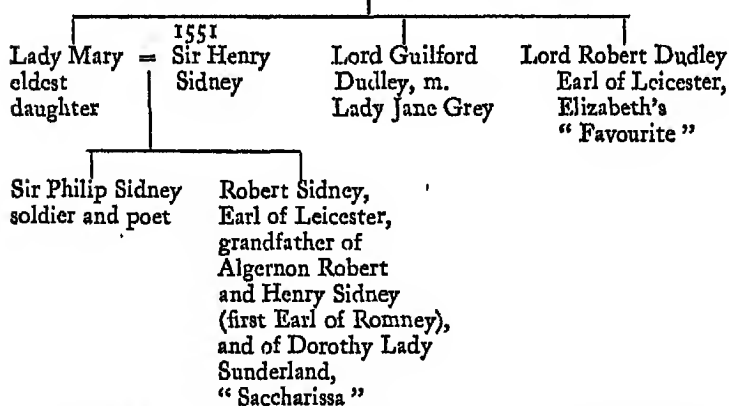 1551
Lady Mary = Sir Henry
eldest Sidney
daughter
Lord Guilford
Dudley, m.
Lady Jane Grey
Lord Robert Dudley
Earl of Leicester,
Elizabeth's
“ Favourite ”
Sir Philip Sidney
soldier and poet
Robert Sidney,
Earl of Leicester,
grandfather of
Algernon Robert
and Henry Sidney
(first Earl of Romney),
and of Dorothy Lady
Sunderland,
“ Saccharissa ”